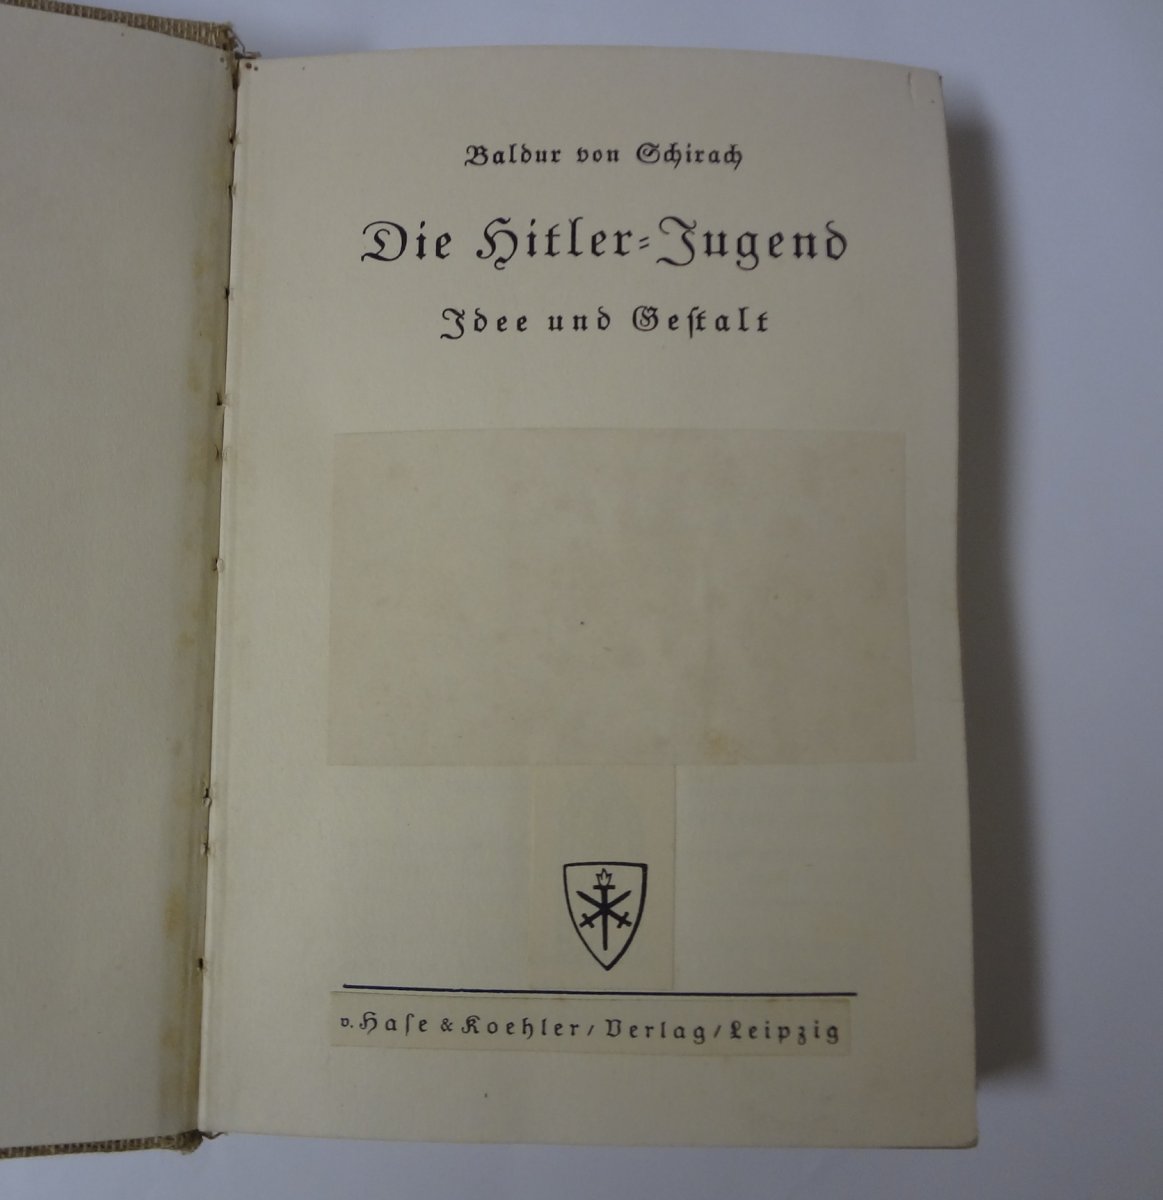 Baldur von Schirach
Die Hitler-Jugend
Idee und Geſtalt
v. Haſe & Koehler / Verlag / Leipzig